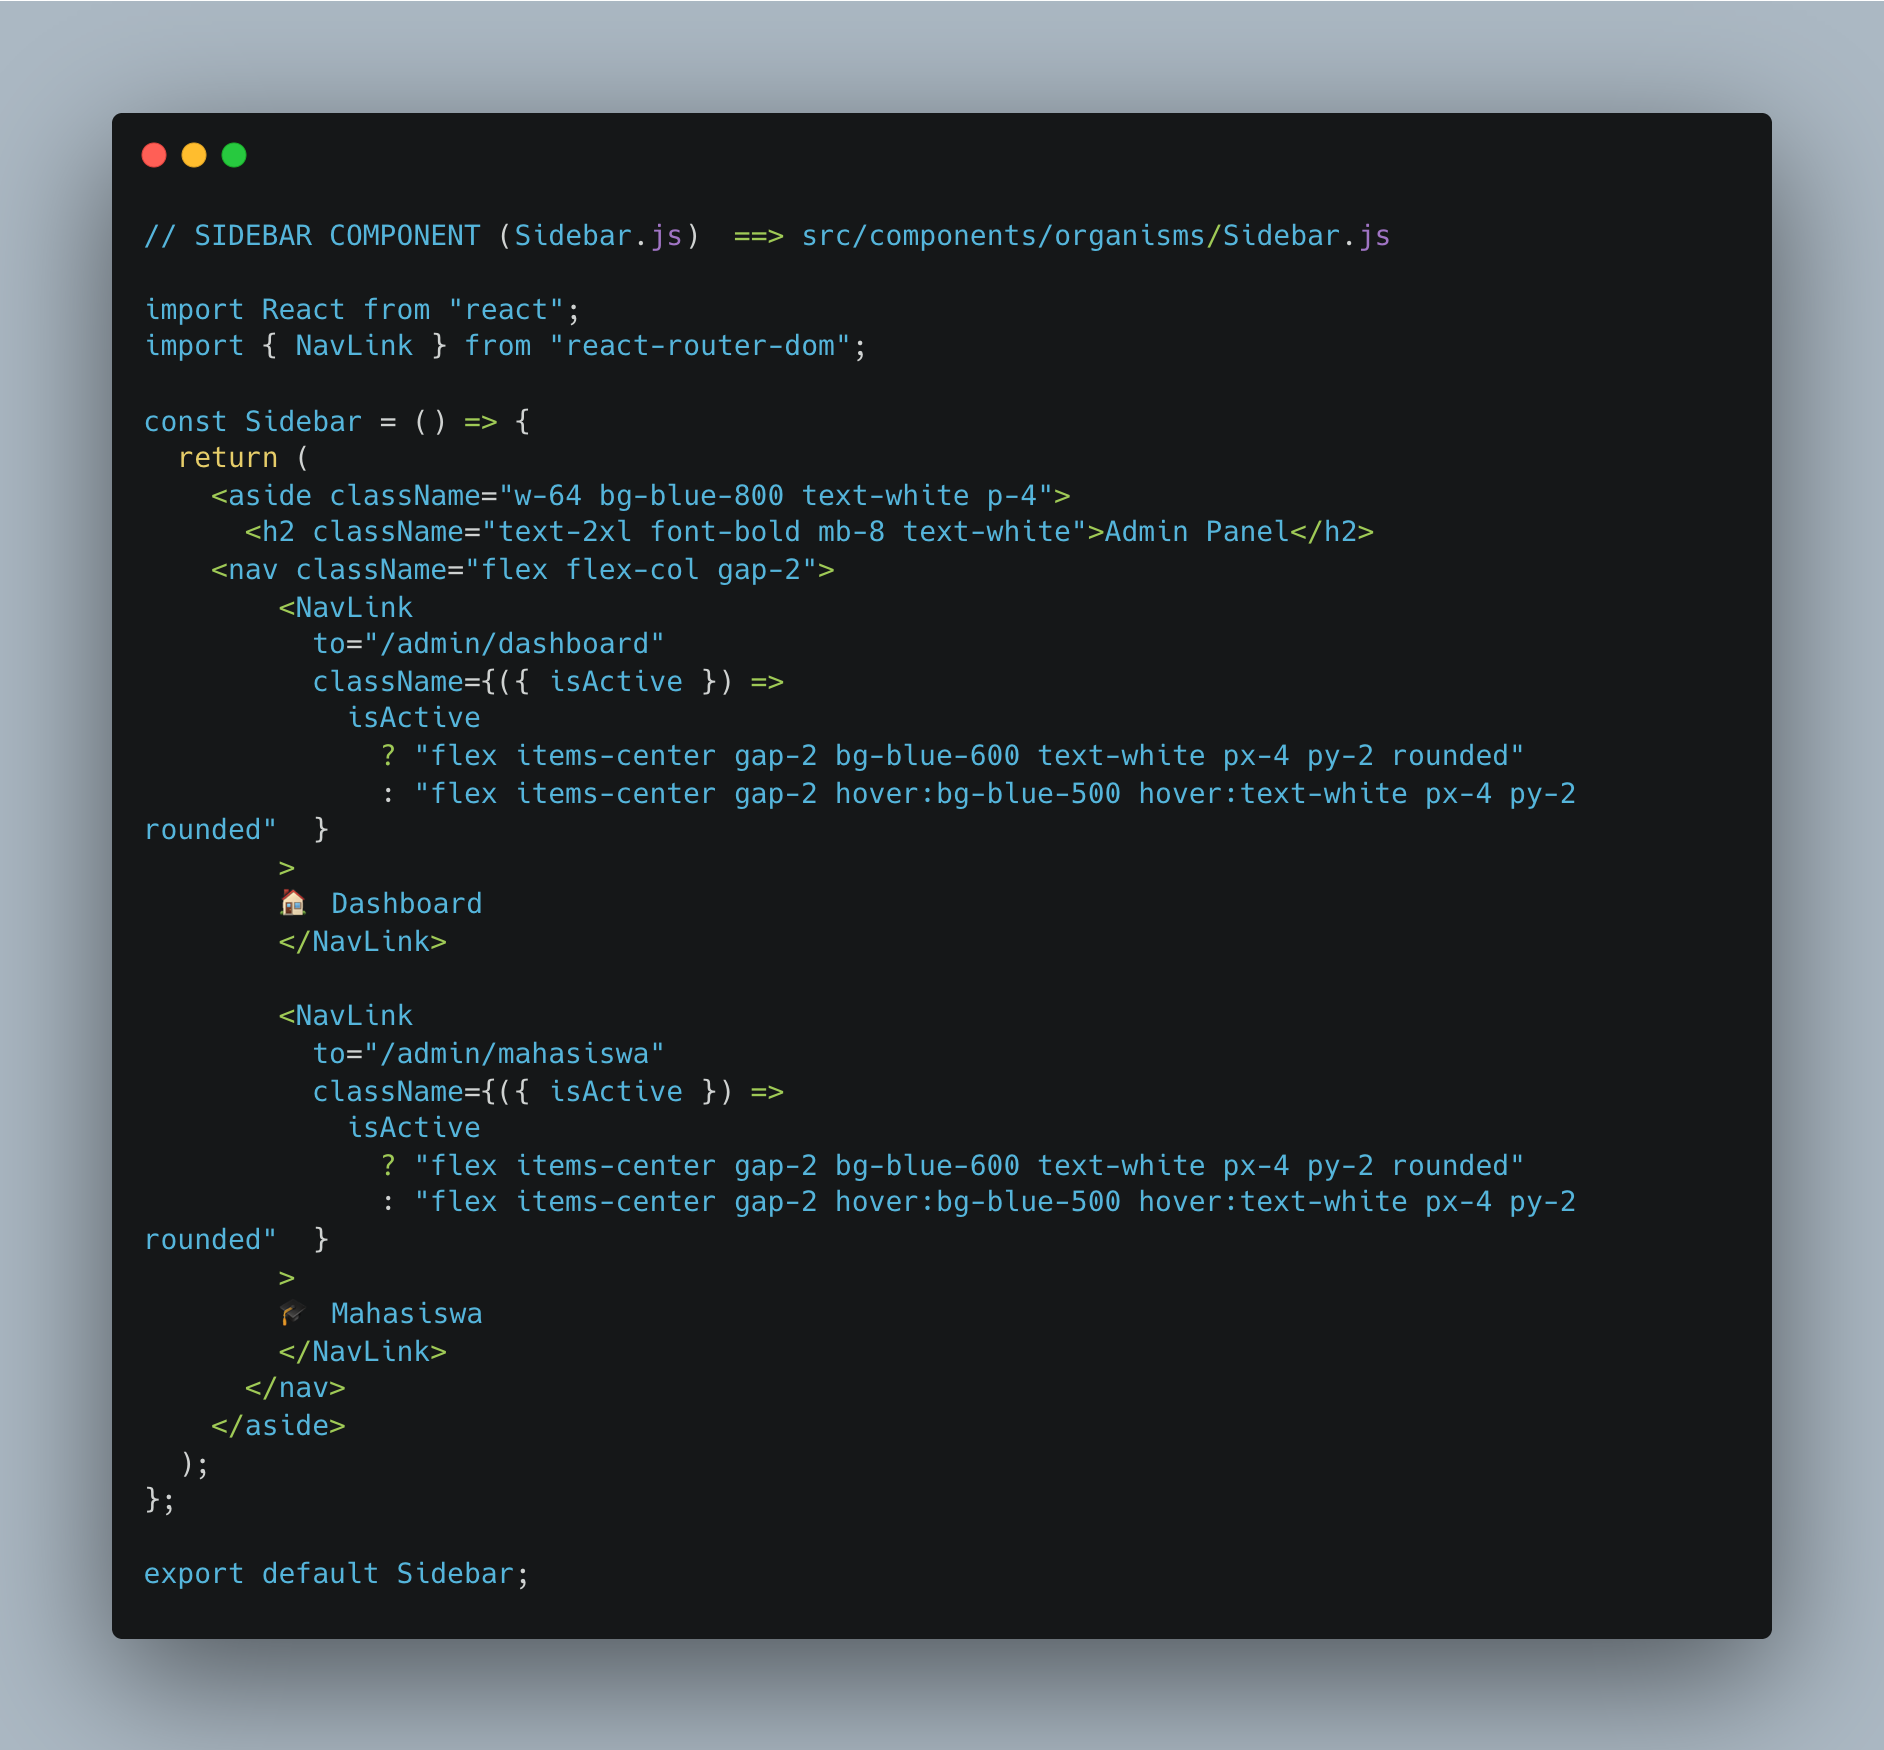 // SIDEBAR COMPONENT (Sidebar.js)  ==> src/components/organisms/Sidebar.js

import React from "react";
import { NavLink } from "react-router-dom";

const Sidebar = () => {
  return (
    <aside className="w-64 bg-blue-800 text-white p-4">
      <h2 className="text-2xl font-bold mb-8 text-white">Admin Panel</h2>
    <nav className="flex flex-col gap-2">
        <NavLink
          to="/admin/dashboard"
          className={({ isActive }) =>
            isActive
              ? "flex items-center gap-2 bg-blue-600 text-white px-4 py-2 rounded"
              : "flex items-center gap-2 hover:bg-blue-500 hover:text-white px-4 py-2
rounded"  }
        >
        🏠 Dashboard
        </NavLink>

        <NavLink
          to="/admin/mahasiswa"
          className={({ isActive }) =>
            isActive
              ? "flex items-center gap-2 bg-blue-600 text-white px-4 py-2 rounded"
              : "flex items-center gap-2 hover:bg-blue-500 hover:text-white px-4 py-2
rounded"  }
        >
        🎓 Mahasiswa
        </NavLink>
      </nav>
    </aside>
  );
};

export default Sidebar;